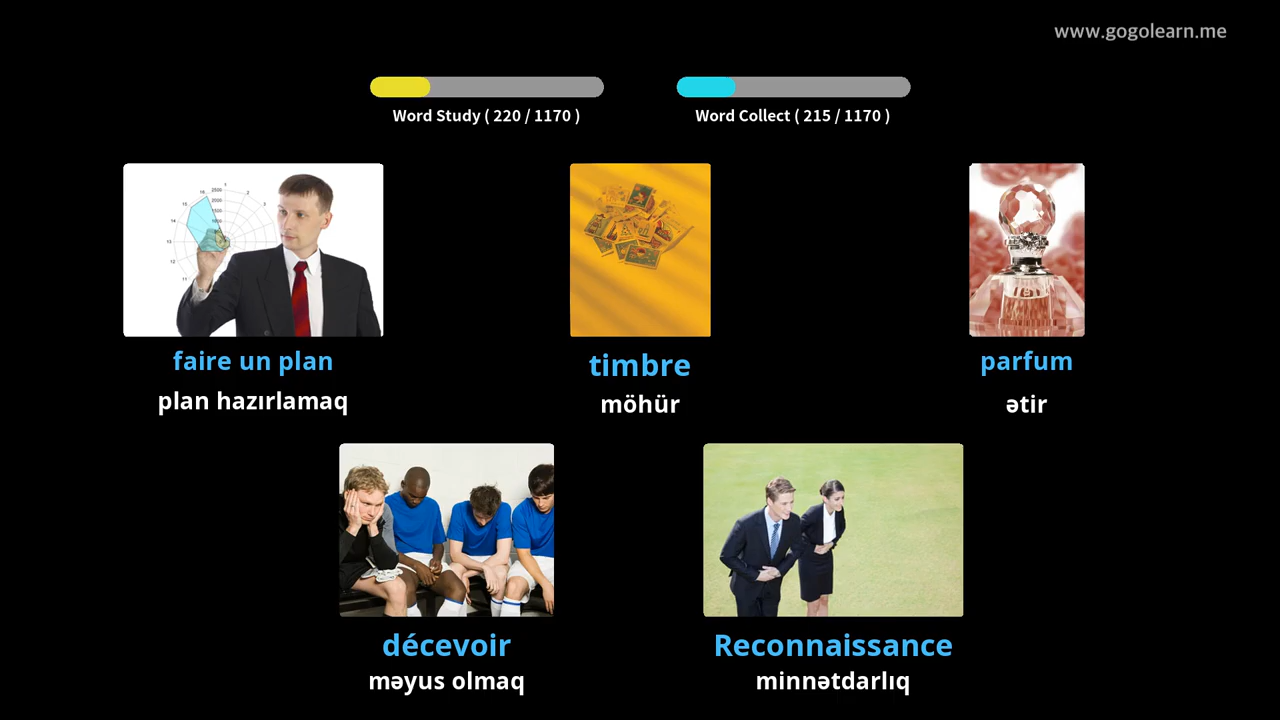 www.gogolearn.me
Word Study ( 220 / 1170 )
Word Collect ( 215 / 1170 )
faire un plan
plan hazırlamaq
timbre
möhür
parfum
ətir
décevoir
məyus olmaq
Reconnaissance
minnətdarlıq